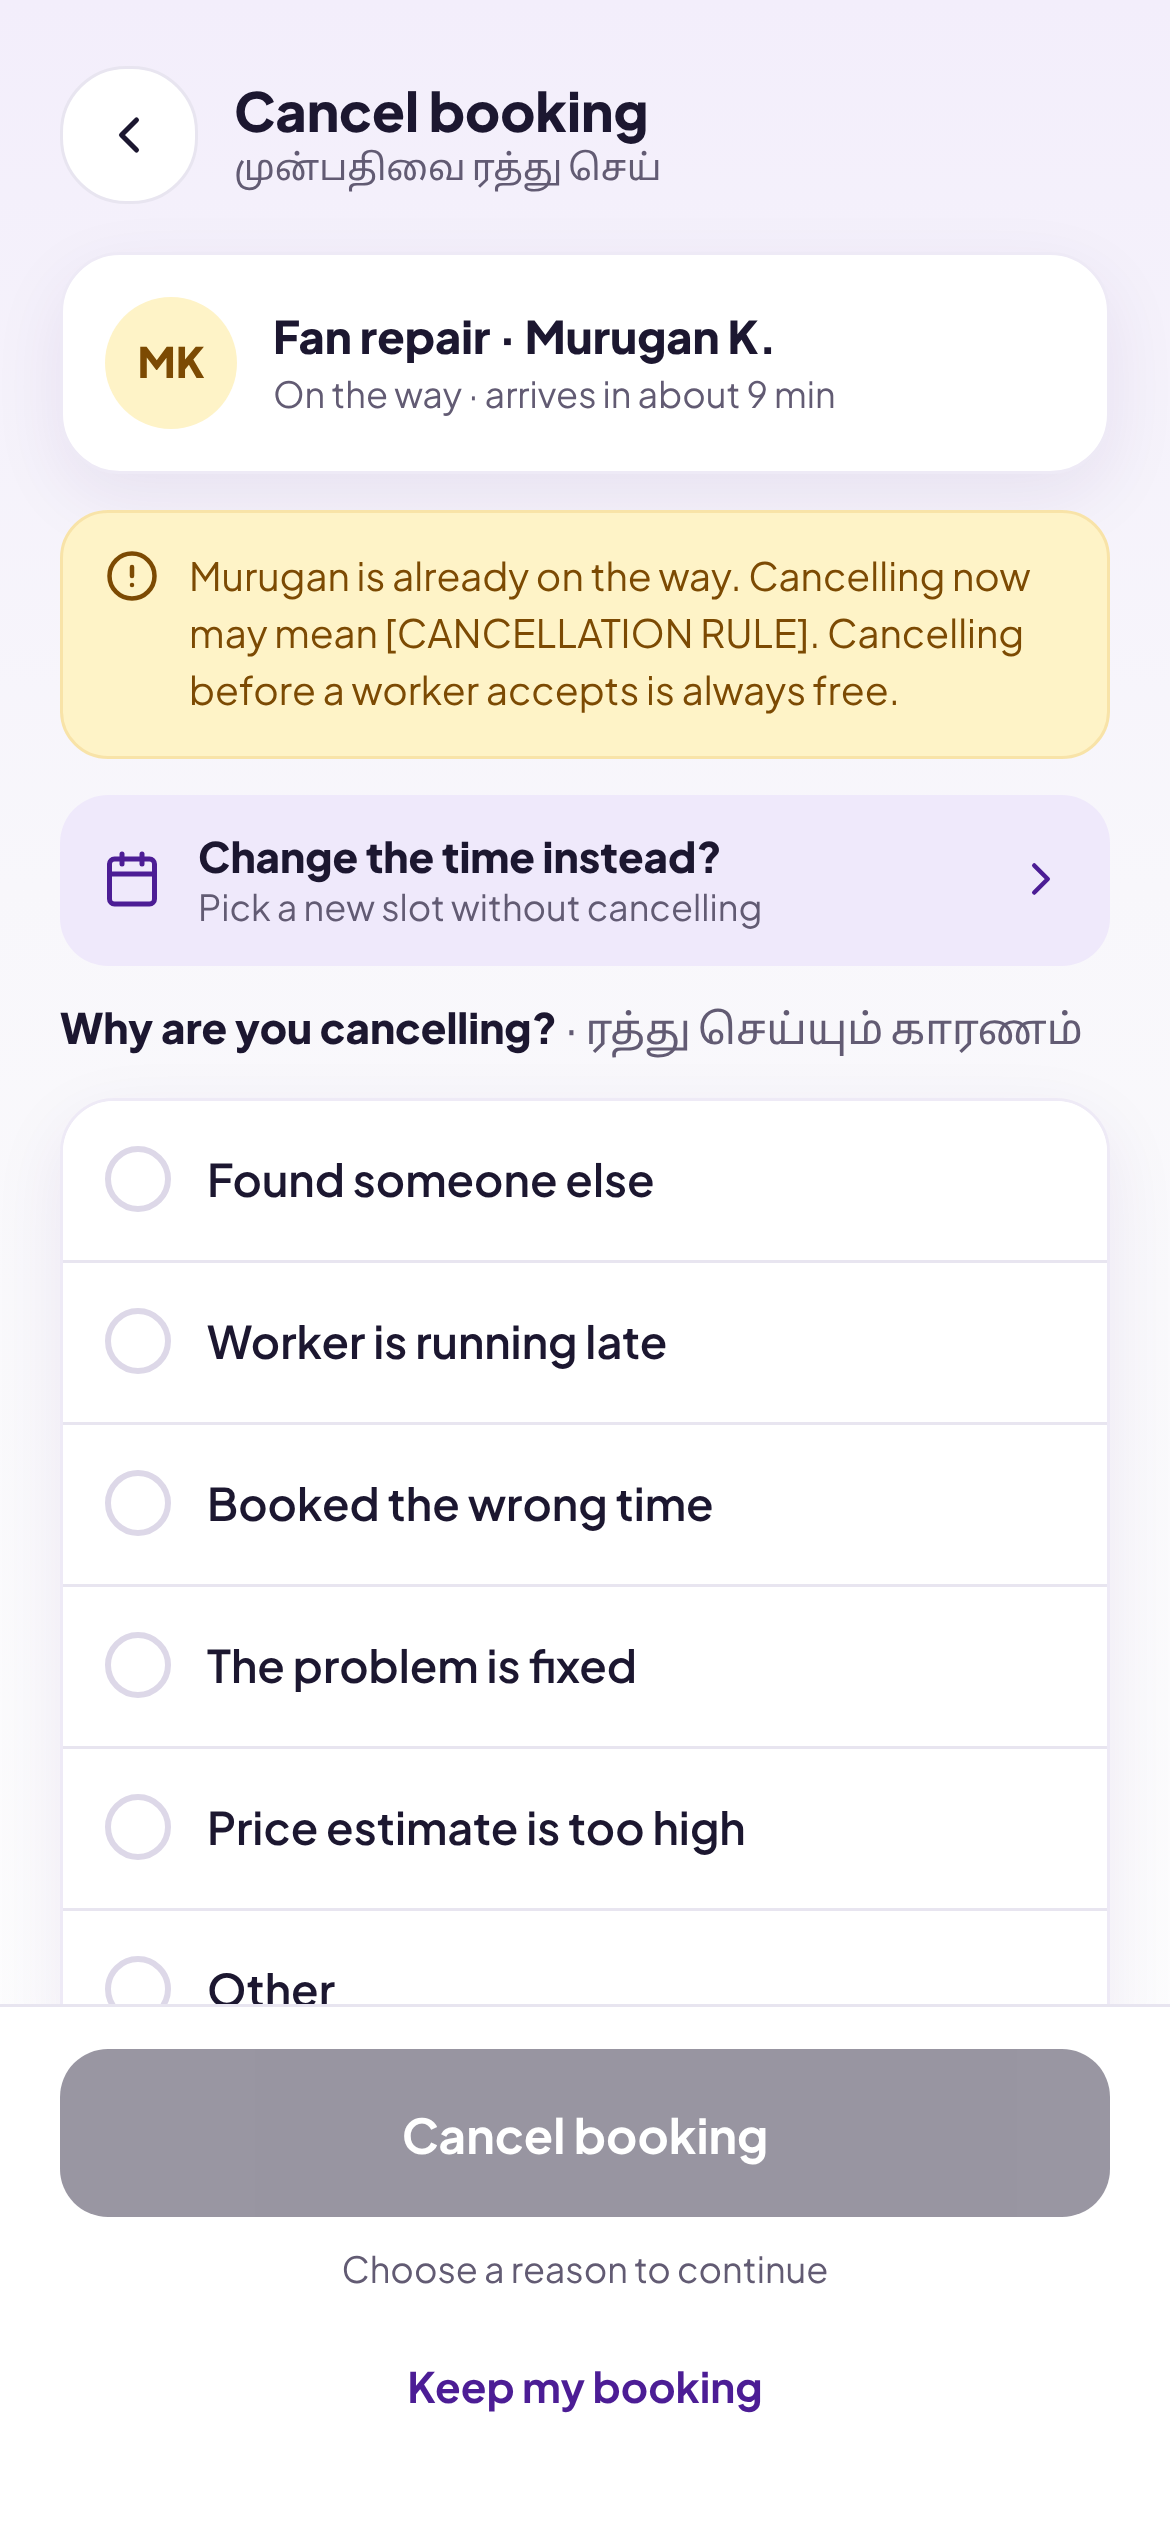 Cancel booking
முன்பதிவை ரத்து செய்
MK
Fan repair · Murugan K.
On the way · arrives in about 9 min
Murugan is already on the way. Cancelling now
may mean [CANCELLATION RULE]. Cancelling
before a worker accepts is always free.
Change the time instead?
Pick a new slot without cancelling
Why are you cancelling? · ரத்து செய்யும் காரணம்
Found someone else
Worker is running late
Booked the wrong time
The problem is fixed
Price estimate is too high
Other
Cancel booking
Choose a reason to continue
Keep my booking